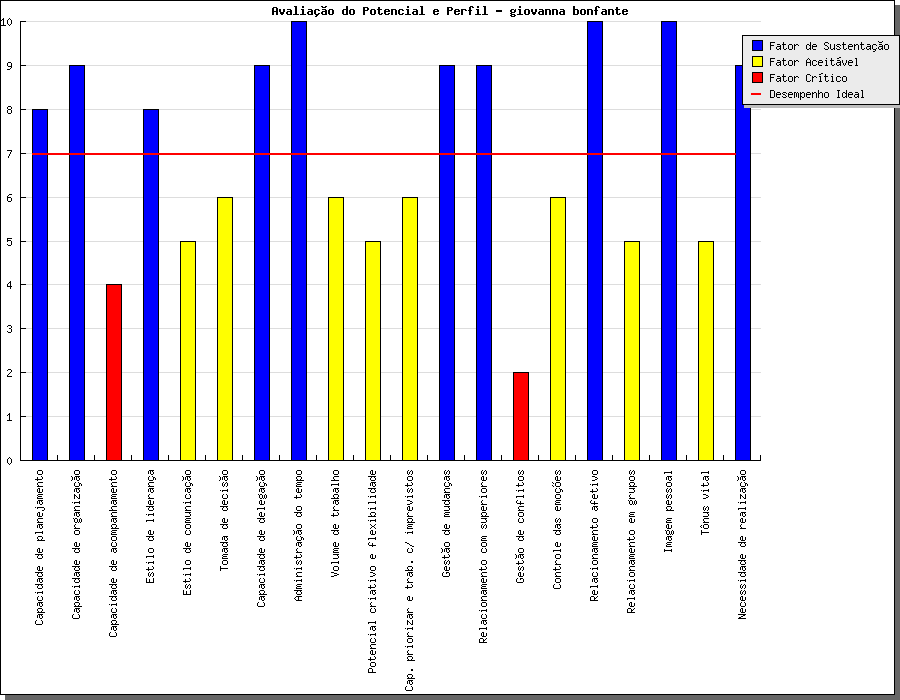 Avaliação do Potencial e Perfil - giovanna bonfante
10
9
8
7
6
5
4
3
2
1
0
Fator de Sustentação
Fator Aceitável
Fator Crítico
Desempenho Ideal
Capacidade de planejamento
Capacidade de organização
Capacidade de acompanhamento
Estilo de liderança
Estilo de comunicação
Tomada de decisão
Capacidade de delegação
Administração do tempo
Volume de trabalho
Potencial criativo e flexibilidade
Cap. priorizar e trab. c/ imprevistos
Gestão de mudanças
Relacionamento com superiores
Gestão de conflitos
Controle das emoções
Relacionamento afetivo
Relacionamento em grupos
Imagem pessoal
Tônus vital
Necessidade de realização